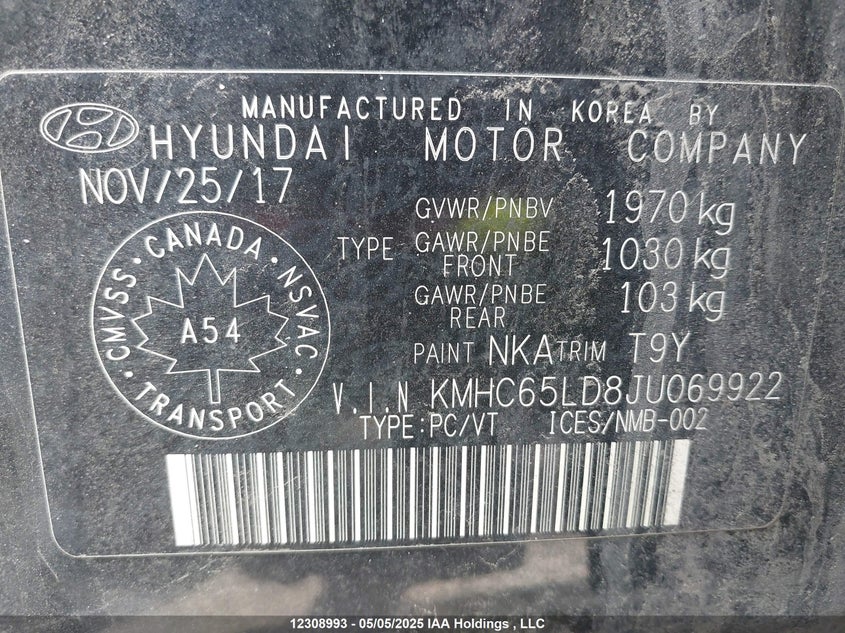 MANUFACTURED IN KOREA BY
HYUNDAI MOTOR COMPANY
NOV/25/17
CMVSS · CANADA · NSVAC · TRANSPORT ·
A54
TYPE
GVWR/PNBV 1970 kg
GAWR/PNBE FRONT 1030 kg
GAWR/PNBE REAR 103 kg
PAINT NKA TRIM T9Y
V.I.N KMHC65LD8JU069922
TYPE:PC/VT ICES/NMB-002
12308993 - 05/05/2025 IAA Holdings , LLC